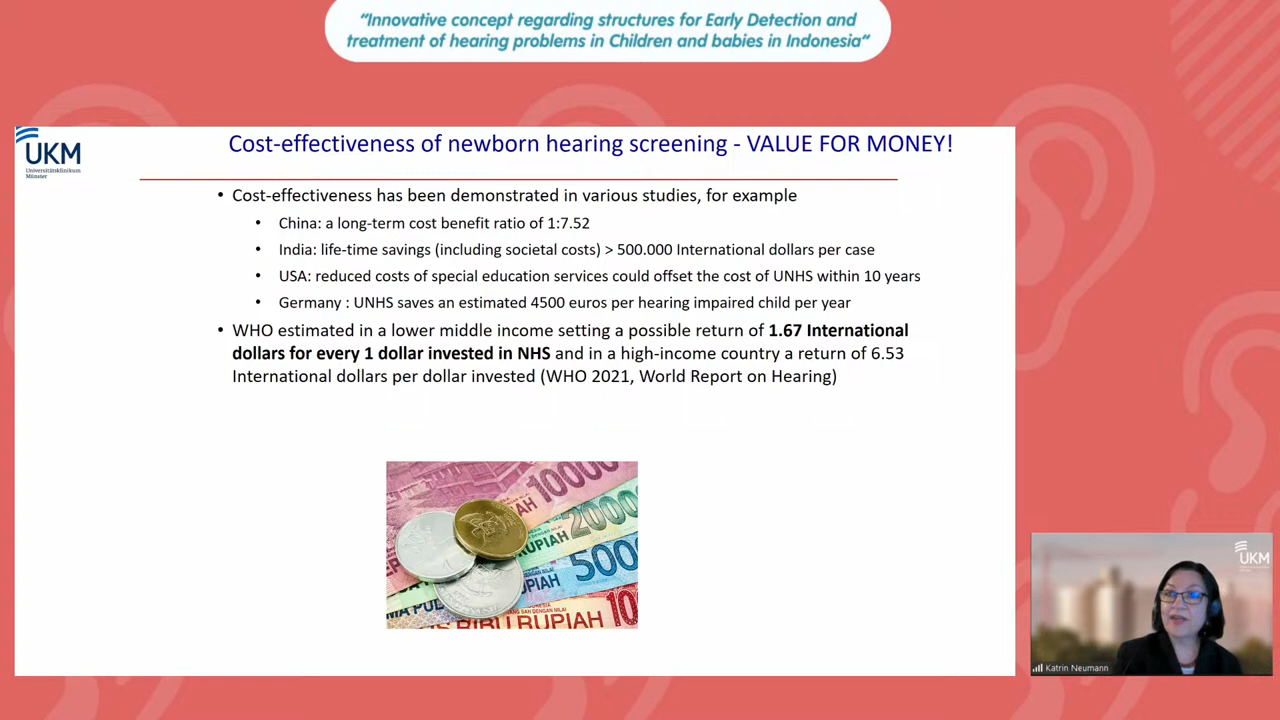 “Innovative concept regarding structures for Early Detection and
treatment of hearing problems in Children and babies in Indonesia“
UKM
Universitätsklinikum
Münster
Cost-effectiveness of newborn hearing screening - VALUE FOR MONEY!
• Cost-effectiveness has been demonstrated in various studies, for example
• China: a long-term cost benefit ratio of 1:7.52
• India: life-time savings (including societal costs) > 500.000 International dollars per case
• USA: reduced costs of special education services could offset the cost of UNHS within 10 years
• Germany : UNHS saves an estimated 4500 euros per hearing impaired child per year
• WHO estimated in a lower middle income setting a possible return of 1.67 International
dollars for every 1 dollar invested in NHS and in a high-income country a return of 6.53
International dollars per dollar invested (WHO 2021, World Report on Hearing)
RUPIAH
UPIAH
RIBU RUPIAH
UKM
Katrin Neumann